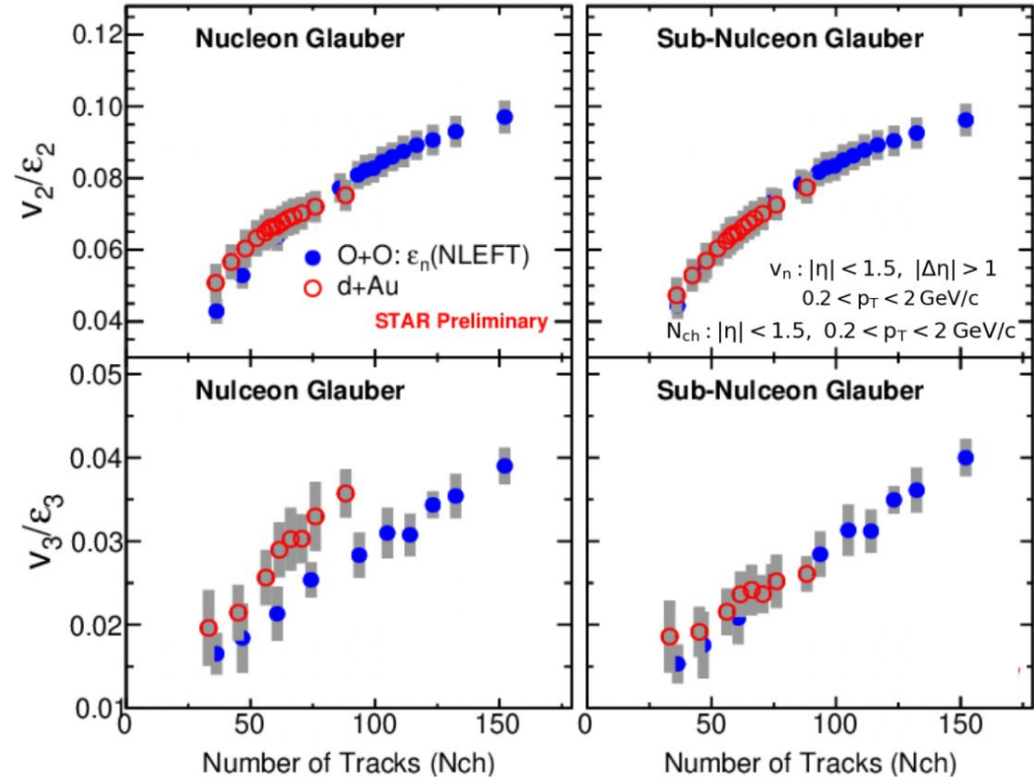 Nucleon Glauber
Sub-Nulceon Glauber
0.12
0.10
0.08
0.06
0.04
v2/ε2
O+O: εn(NLEFT)
d+Au
STAR Preliminary
vn : |η| < 1.5, |Δη| > 1
0.2 < pT < 2 GeV/c
Nch : |η| < 1.5, 0.2 < pT < 2 GeV/c
Nulceon Glauber
Sub-Nulceon Glauber
0.05
0.04
0.03
0.02
0.01
v3/ε3
0 50 100 150
0 50 100 150
Number of Tracks (Nch)
Number of Tracks (Nch)